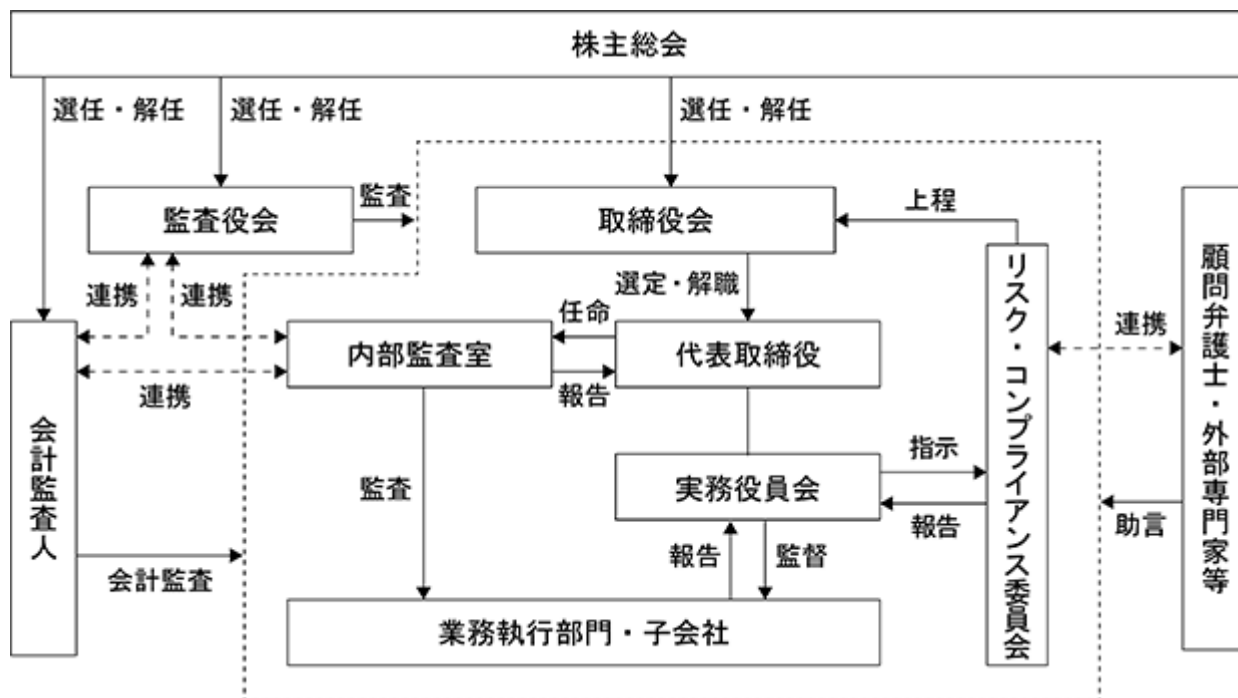 株主総会
選任・解任
選任・解任
選任・解任
監査役会
監査
取締役会
上程
連携
連携
選定・解職
任命
内部監査室
代表取締役
報告
連携
連携
会計監査人
監査
実務役員会
指示
報告
リスク・コンプライアンス委員会
顧問弁護士・外部専門家等
助言
会計監査
報告
監督
業務執行部門・子会社